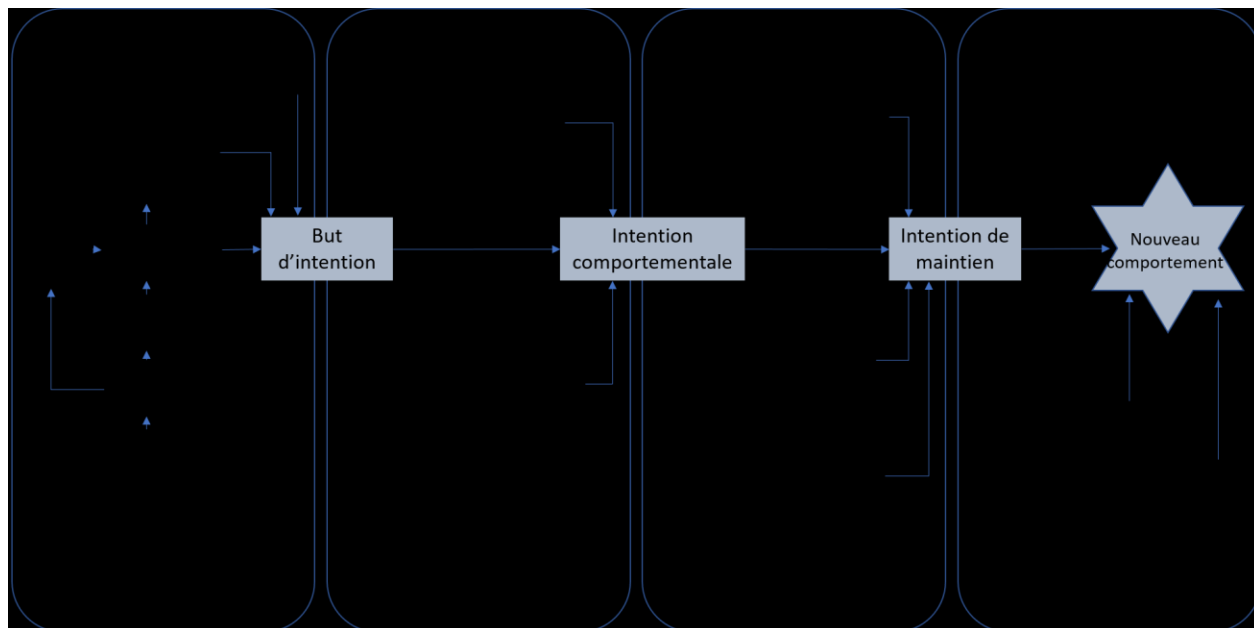 But
d’intention
Intention
comportementale
Intention de
maintien
Nouveau
comportement